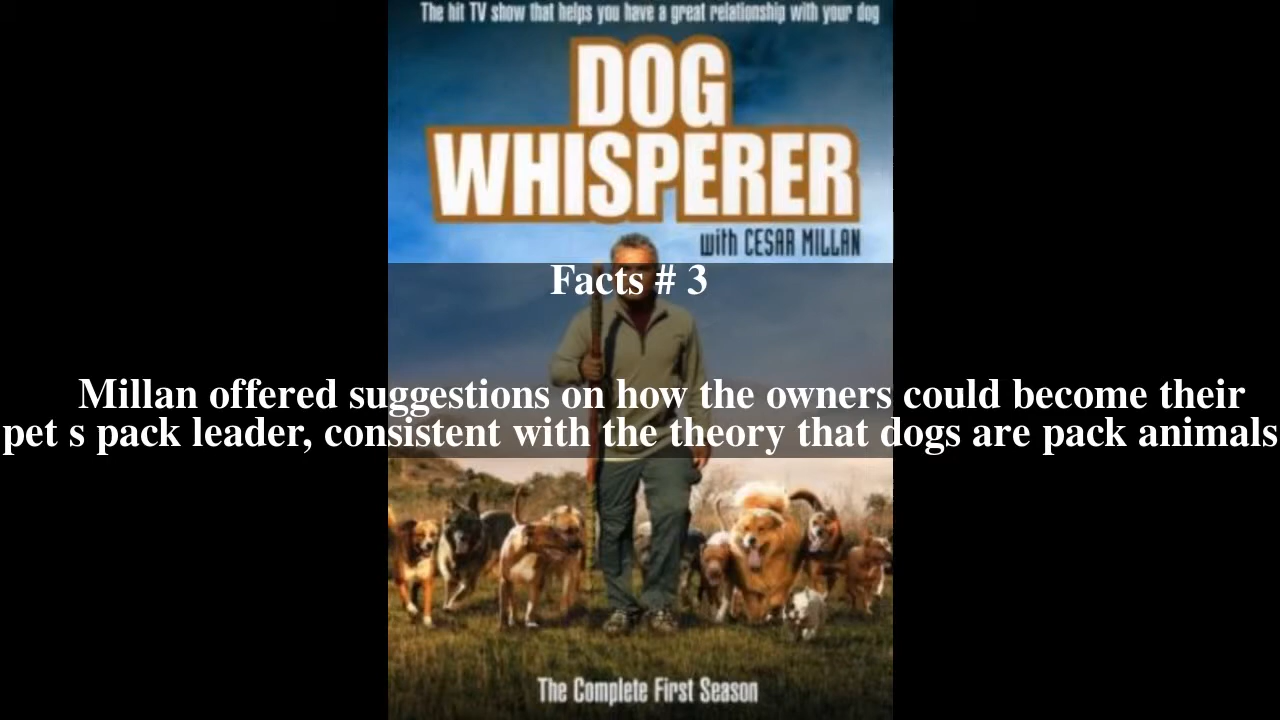 The hit TV show that helps you have a great relationship with your dog
DOG
WHISPERER
with CESAR MILLAN
Facts # 3
Millan offered suggestions on how the owners could become their
pet s pack leader, consistent with the theory that dogs are pack animals
The Complete First Season